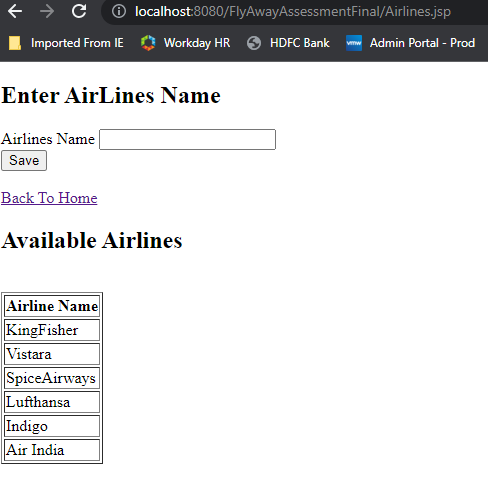 localhost:8080/FlyAwayAssessmentFinal/Airlines.jsp
Imported From IE Workday HR HDFC Bank vmw Admin Portal - Prod
Enter AirLines Name
Airlines Name
Save
Back To Home
Available Airlines
Airline Name
KingFisher
Vistara
SpiceAirways
Lufthansa
Indigo
Air India